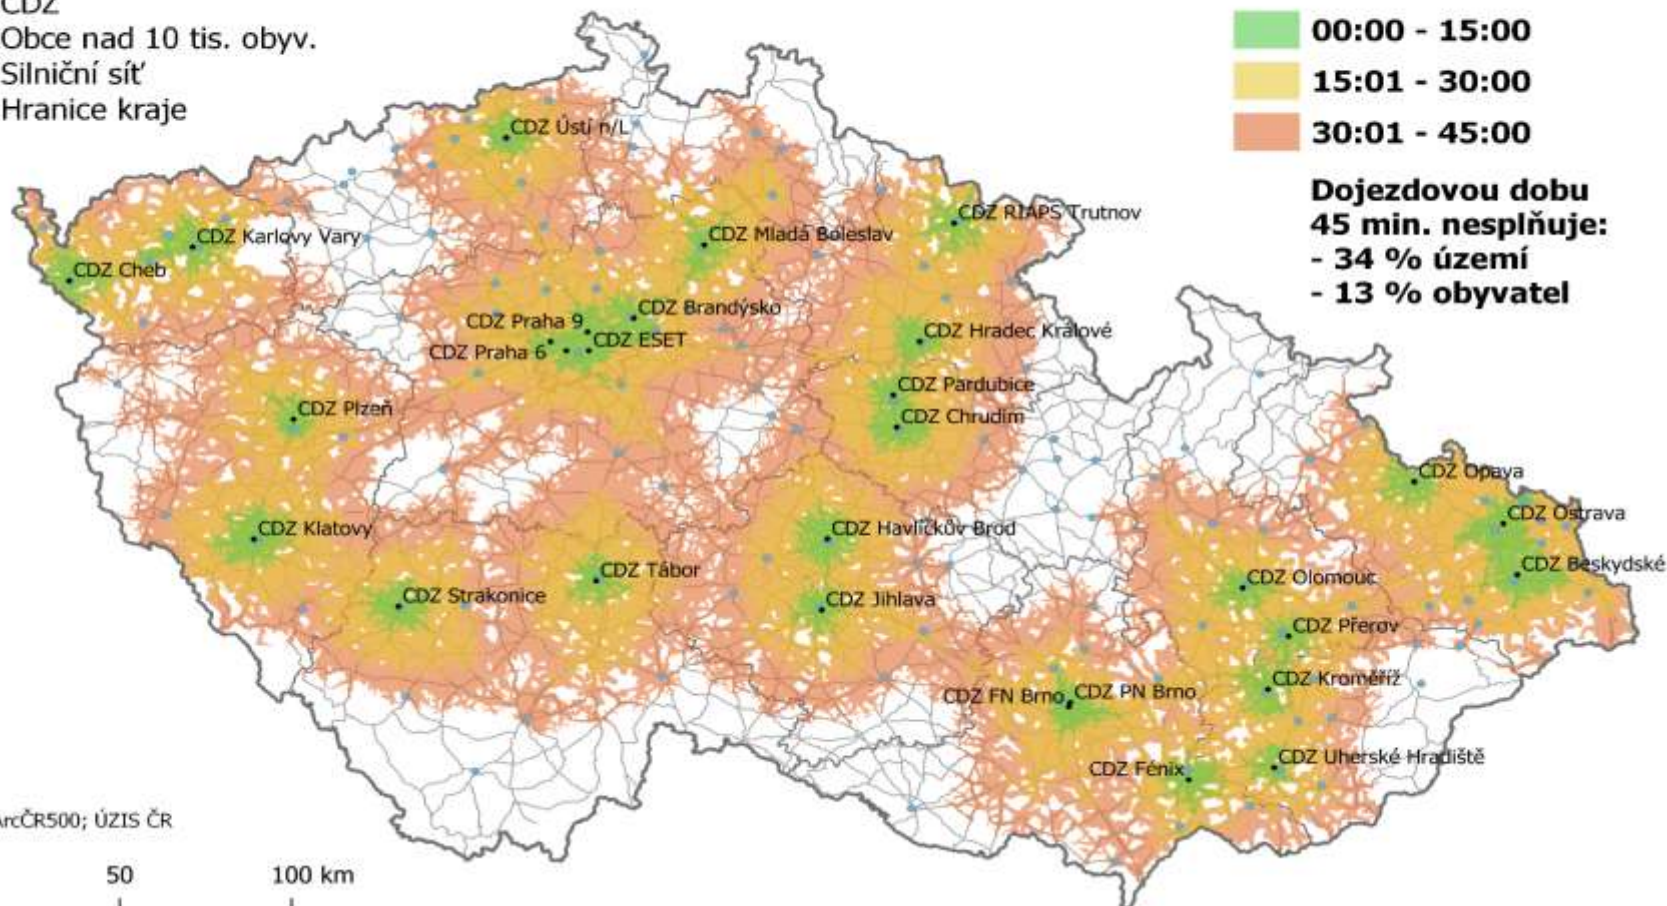 CDZ
Obce nad 10 tis. obyv.
Silniční síť
Hranice kraje
00:00 - 15:00
15:01 - 30:00
30:01 - 45:00
Dojezdovou dobu
45 min. nesplňuje:
- 34 % území
- 13 % obyvatel
CDZ Ústí n/L
CDZ RIAPS Trutnov
CDZ Karlovy Vary
CDZ Mladá Boleslav
CDZ Cheb
CDZ Brandýsko
CDZ Praha 9
CDZ Hradec Králové
CDZ ESET
CDZ Praha 6
CDZ Pardubice
CDZ Plzeň
CDZ Chrudim
CDZ Opava
CDZ Ostrava
CDZ Klatovy
CDZ Havlíčkův Brod
CDZ Beskydské
CDZ Tábor
CDZ Olomouc
CDZ Strakonice
CDZ Jihlava
CDZ Přerov
CDZ Kroměříž
CDZ FN Brno
CDZ PN Brno
CDZ Uherské Hradiště
CDZ Fénix
ArcČR500; ÚZIS ČR
50
100 km